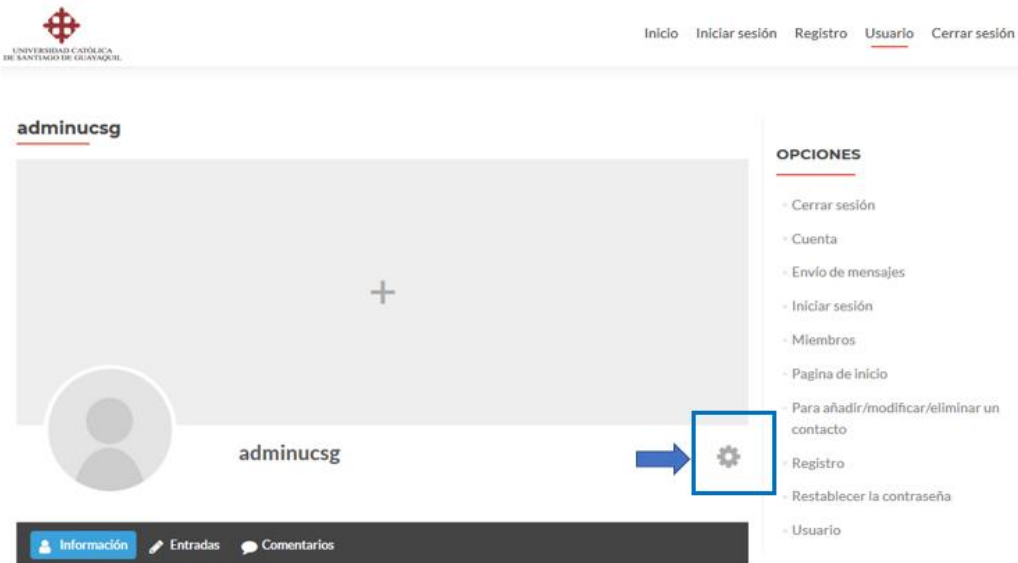 UNIVERSIDAD CATÓLICA
DE SANTIAGO DE GUAYAQUIL
Inicio Iniciar sesión Registro Usuario Cerrar sesión
adminucsg
adminucsg
Información Entradas Comentarios
OPCIONES
Cerrar sesión
Cuenta
Envío de mensajes
Iniciar sesión
Miembros
Pagina de inicio
Para añadir/modificar/eliminar un
contacto
Registro
Restablecer la contraseña
Usuario